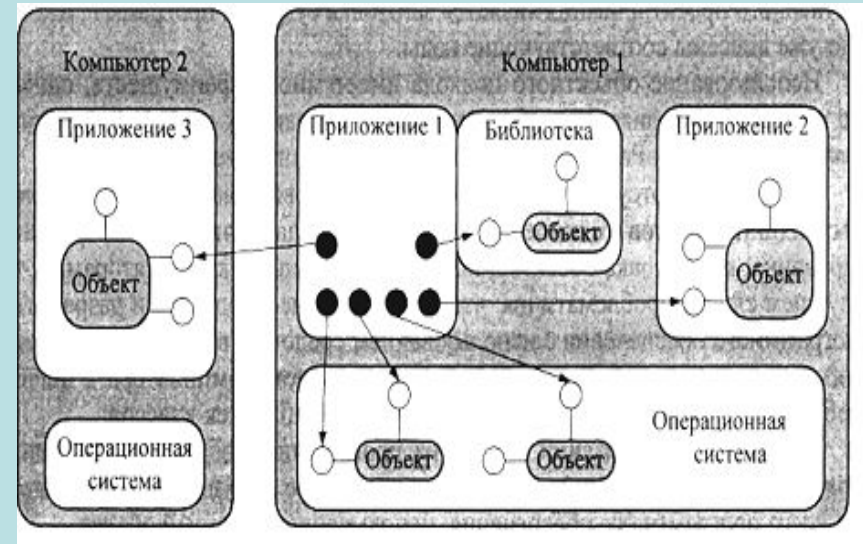 Компьютер 2
Приложение 3
Объект
Операционная
система
Компьютер 1
Приложение 1
Библиотека
Объект
Приложение 2
Объект
Объект
Объект
Операционная
система